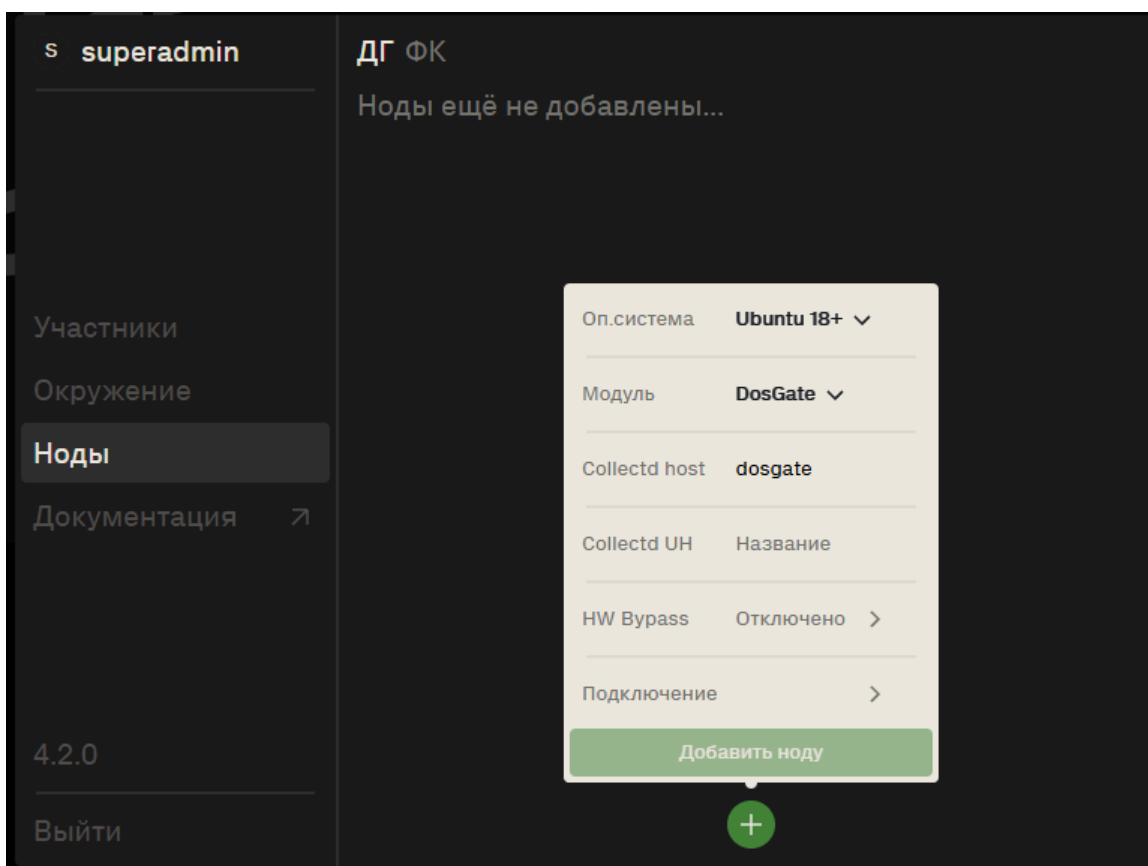 S superadmin
ДГ ФК
Ноды ещё не добавлены...
Участники
Окружение
Ноды
Документация
4.2.0
Выйти
Оп.система Ubuntu 18+
Модуль DosGate
Collectd host dosgate
Collectd UH Название
HW Bypass Отключено
Подключение
Добавить ноду